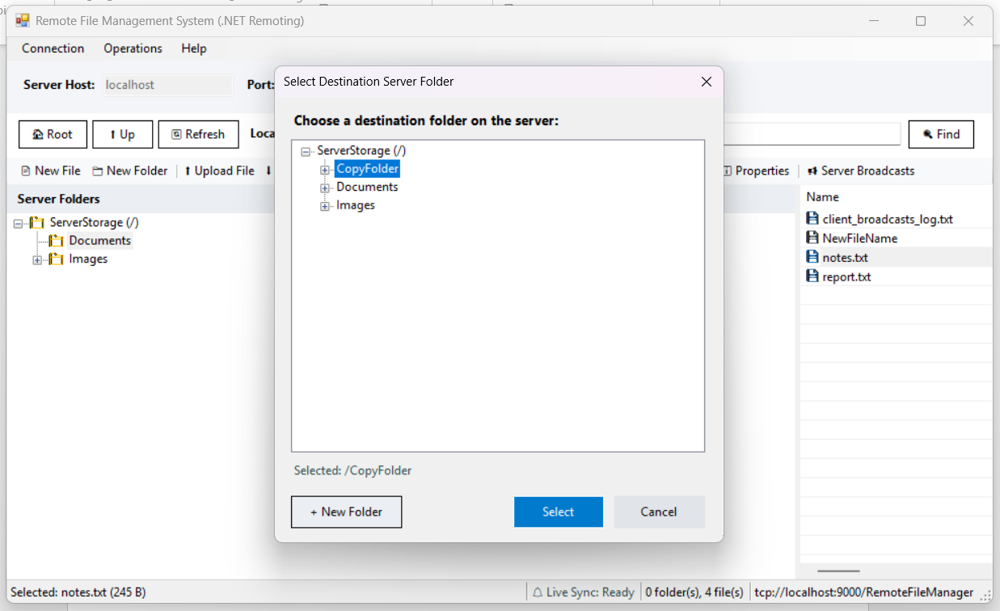 Remote File Management System (.NET Remoting)
Connection Operations Help
Server Host: localhost Port:
Root Up Refresh Loca Find
New File New Folder Upload File Properties Server Broadcasts
Server Folders
ServerStorage (/)
Documents
Images
Select Destination Server Folder
Choose a destination folder on the server:
ServerStorage (/)
CopyFolder
Documents
Images
Selected: /CopyFolder
+ New Folder Select Cancel
Name
client_broadcasts_log.txt
NewFileName
notes.txt
report.txt
Selected: notes.txt (245 B) Live Sync: Ready 0 folder(s), 4 file(s) tcp://localhost:9000/RemoteFileManager